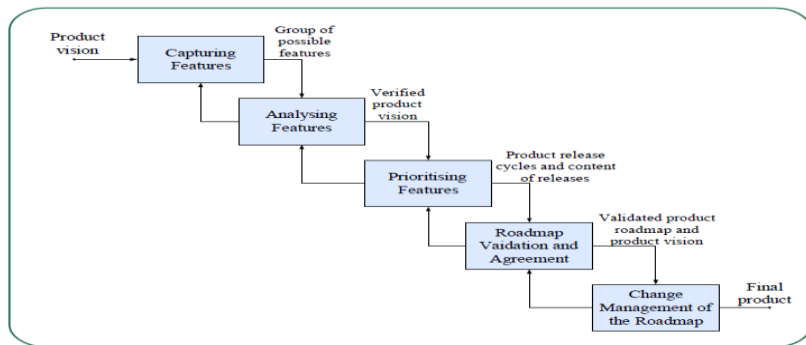 Product
vision
Capturing
Features
Group of
possible
features
Analysing
Features
Verified
product
vision
Prioritising
Features
Product release
cycles and content
of releases
Roadmap
Vaidation and
Agreement
Validated product
roadmap and
product vision
Change
Management of
the Roadmap
Final
product